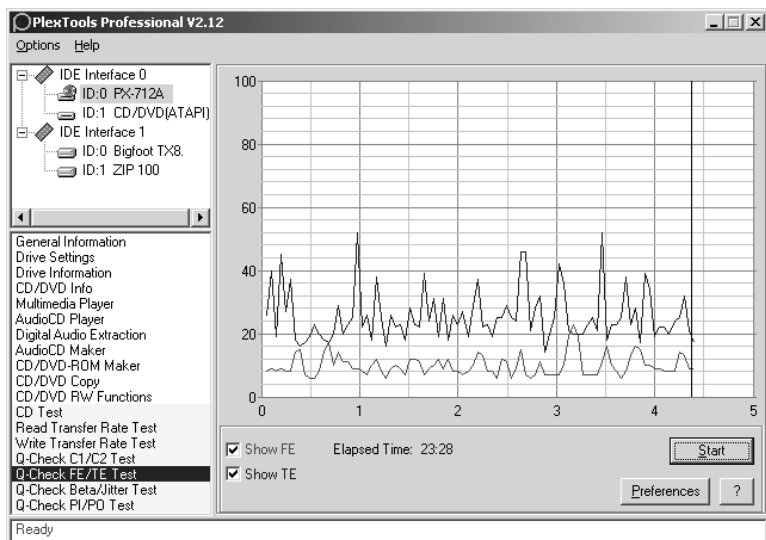 PlexTools Professional V2.12
Options Help
IDE Interface 0
ID:0 PX-712A
ID:1 CD/DVD(ATAPI)
IDE Interface 1
ID:0 Bigfoot TX8.
ID:1 ZIP 100
General Information
Drive Settings
Drive Information
CD/DVD Info
Multimedia Player
AudioCD Player
Digital Audio Extraction
AudioCD Maker
CD/DVD-ROM Maker
CD/DVD Copy
CD/DVD RW Functions
CD Test
Read Transfer Rate Test
Write Transfer Rate Test
Q-Check C1/C2 Test
Q-Check FE/TE Test
Q-Check Beta/Jitter Test
Q-Check PI/PO Test
100
80
60
40
20
0
0 1 2 3 4 5
Show FE Elapsed Time: 23:28 Start
Show TE
Preferences ?
Ready